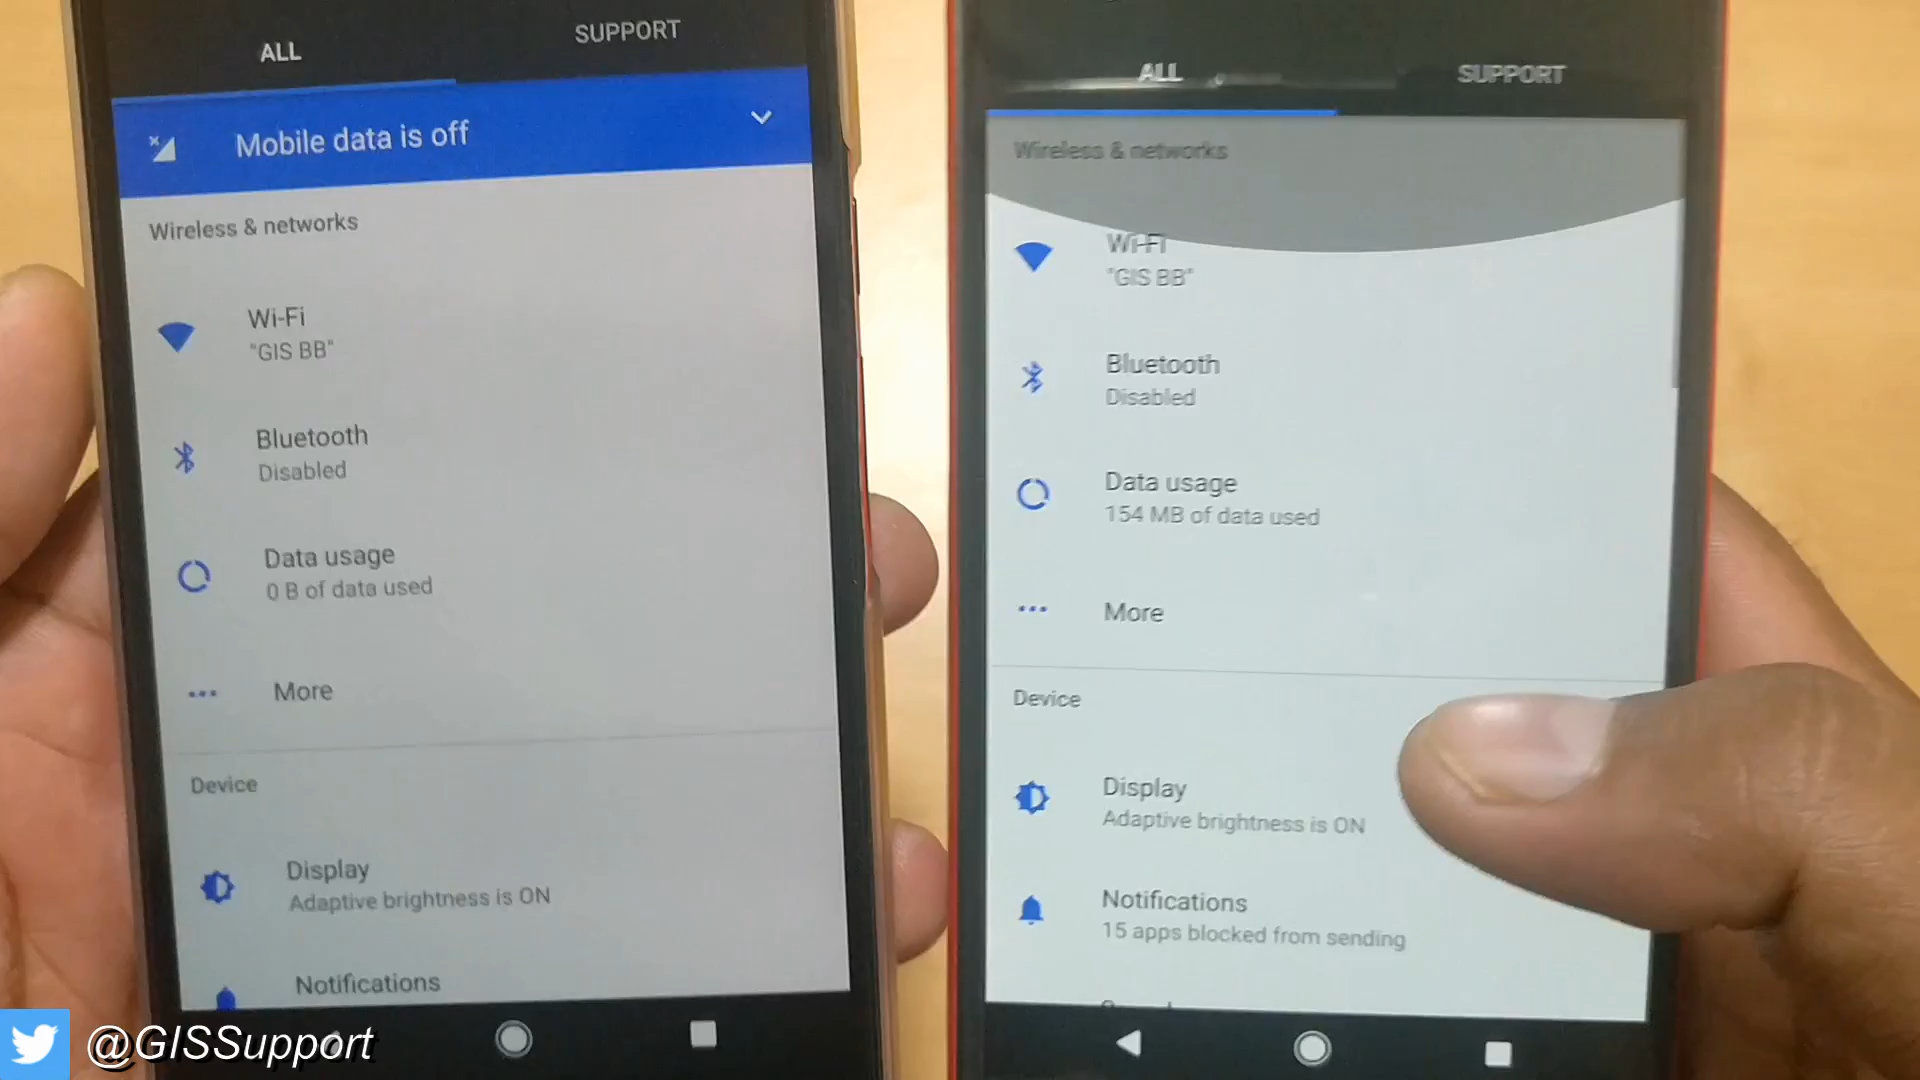 ALL
SUPPORT
Mobile data is off
Wireless & networks
Wi-Fi
"GIS BB"
Bluetooth
Disabled
Data usage
0 B of data used
More
Device
Display
Adaptive brightness is ON
Notifications
@GISSupport
ALL
SUPPORT
Wireless & networks
Wi-Fi
"GIS BB"
Bluetooth
Disabled
Data usage
154 MB of data used
More
Device
Display
Adaptive brightness is ON
Notifications
15 apps blocked from sending